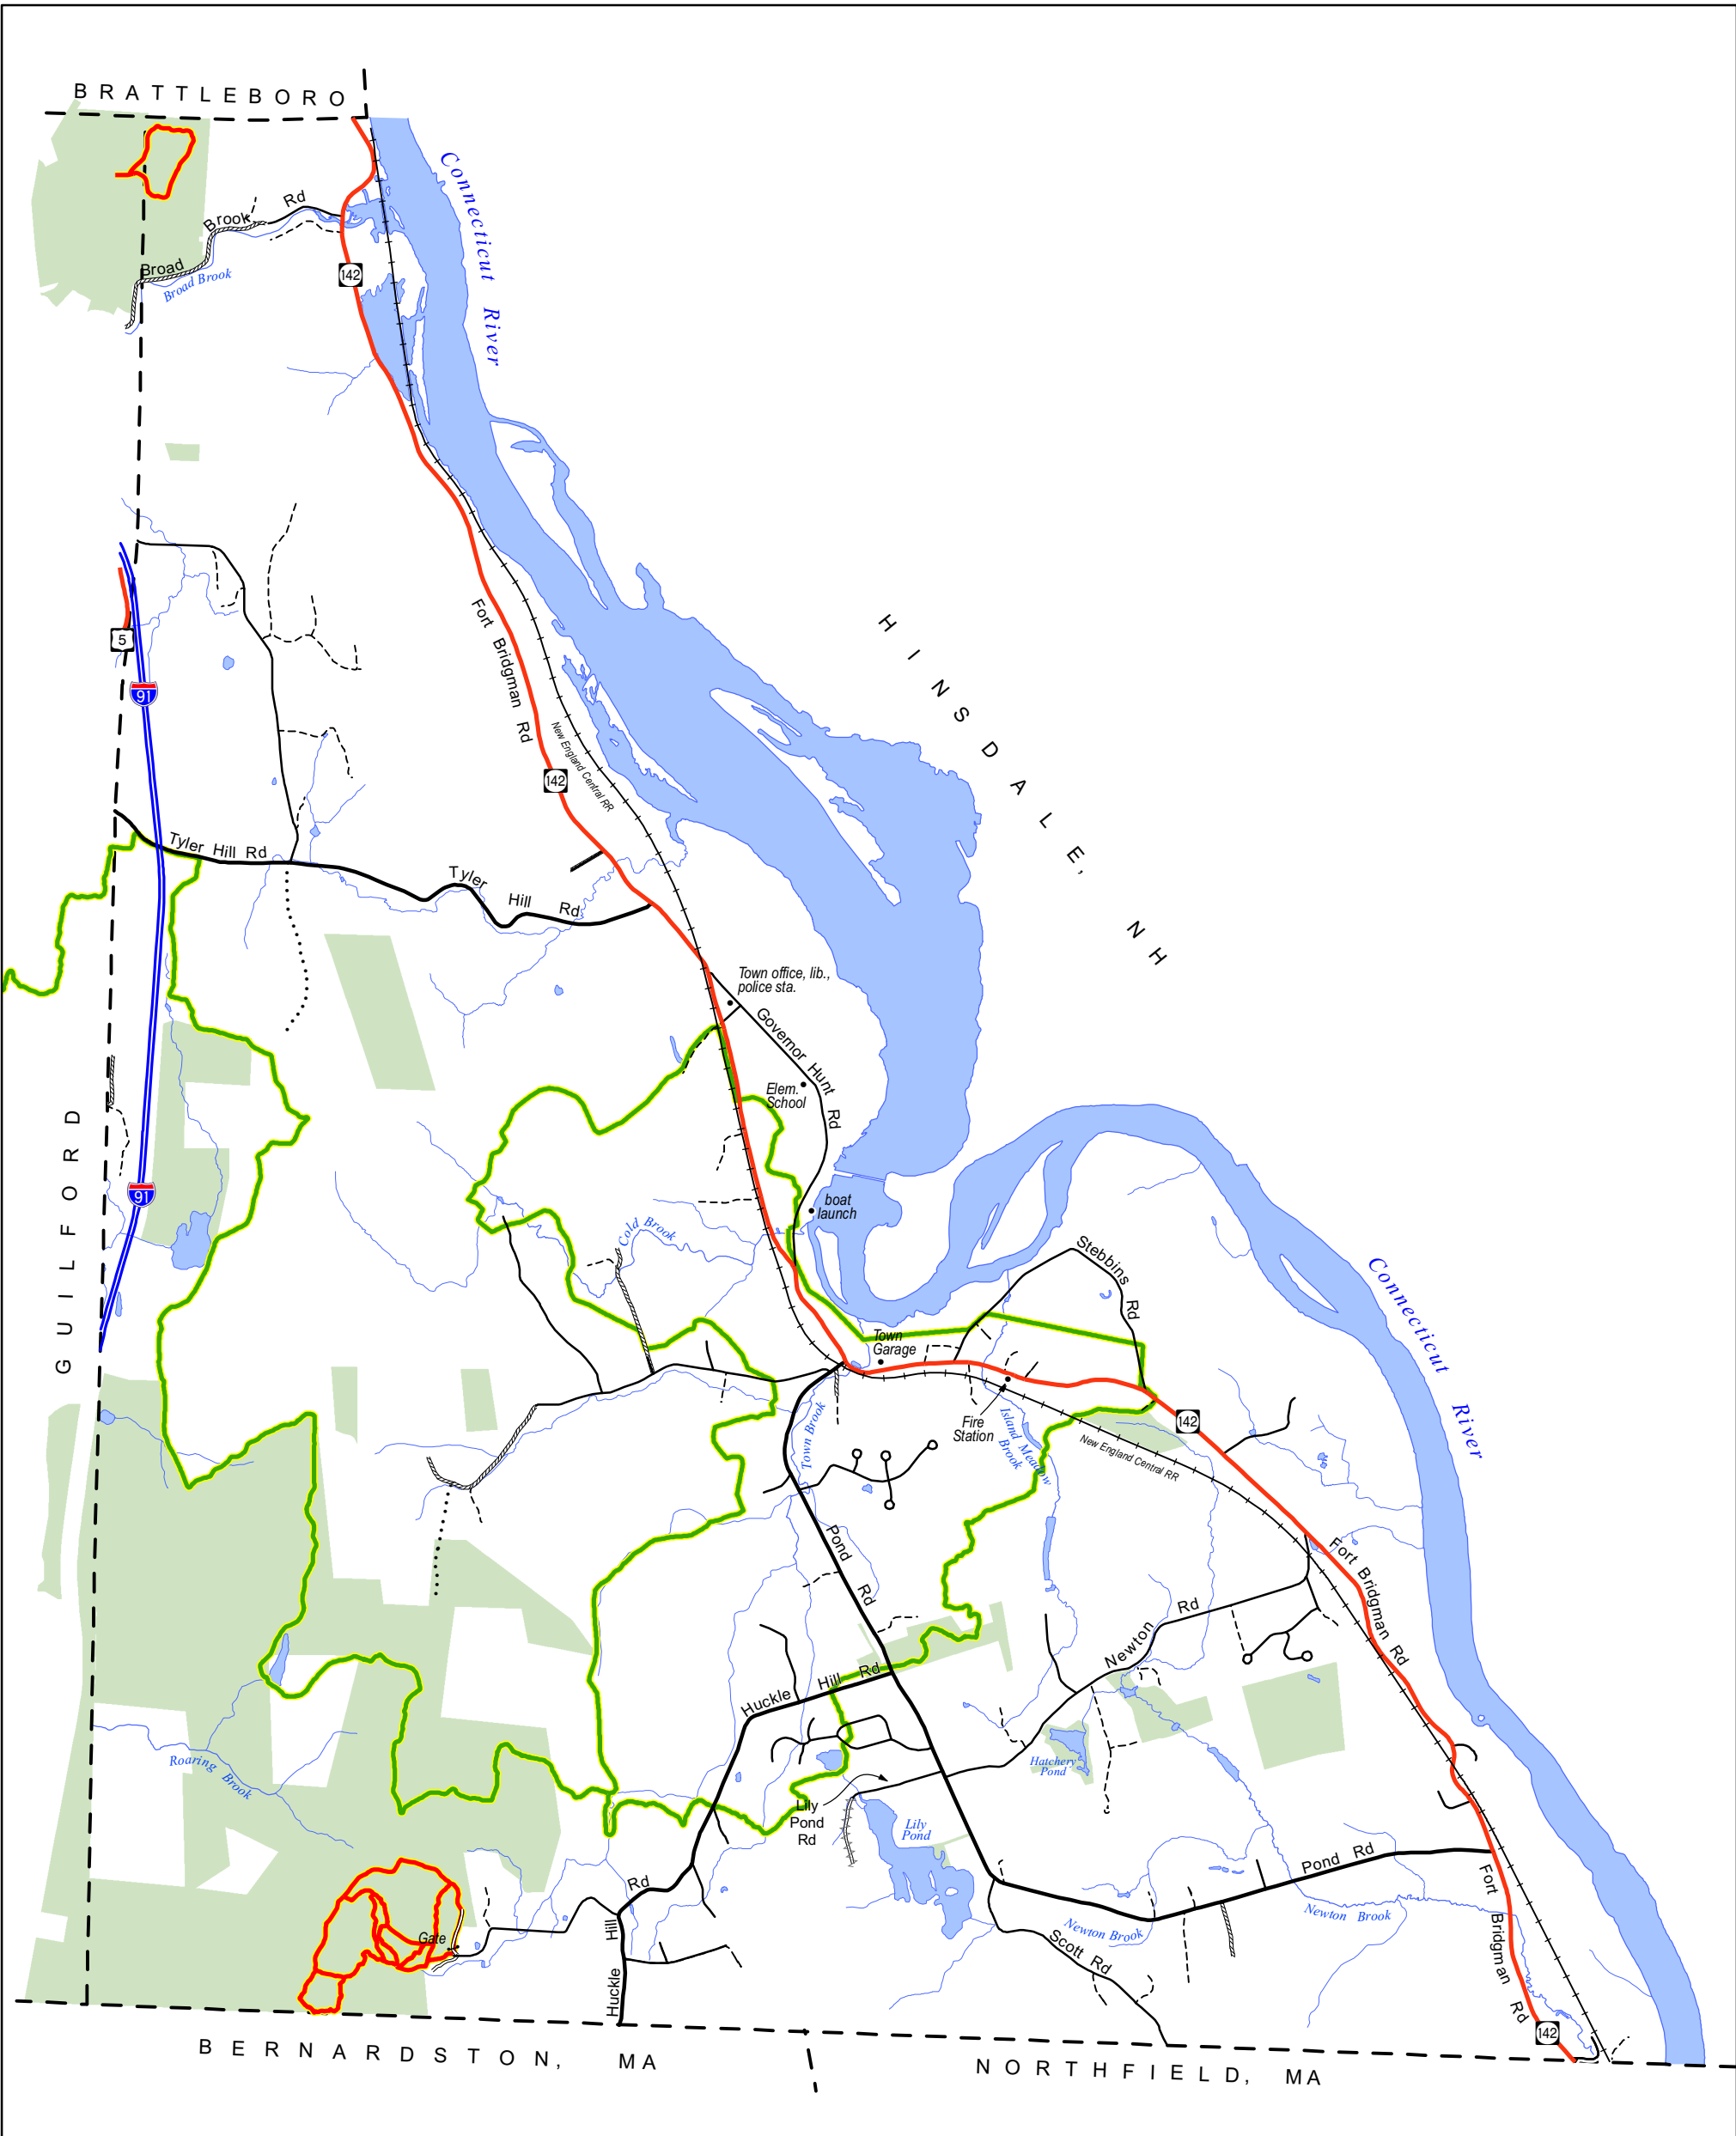 BRATTLEBORO
Connecticut River
Brook Rd
Broad
Broad Brook
142
HINSDALE, NH
5
91
Fort Bridgman Rd
New England Central RR
142
Tyler Hill Rd
Tyler Hill Rd
Town office, lib.,
police sta.
Governor Hunt Rd
Elem.
School
GUILFORD
91
boat
launch
Cold Brook
Stebbins Rd
Connecticut River
Town
Garage
Fire
Station
Town Brook
Island Meadow
Brook
142
New England Central RR
Pond Rd
Fort Bridgman Rd
Newton Rd
Huckle Hill Rd
Roaring Brook
Hatchery
Pond
Lily
Pond
Rd
Lily
Pond
Pond Rd
Fort Bridgman Rd
Newton Brook
Newton Brook
Scott Rd
Gate
Huckle Hill Rd
142
BERNARDSTON, MA
NORTHFIELD, MA